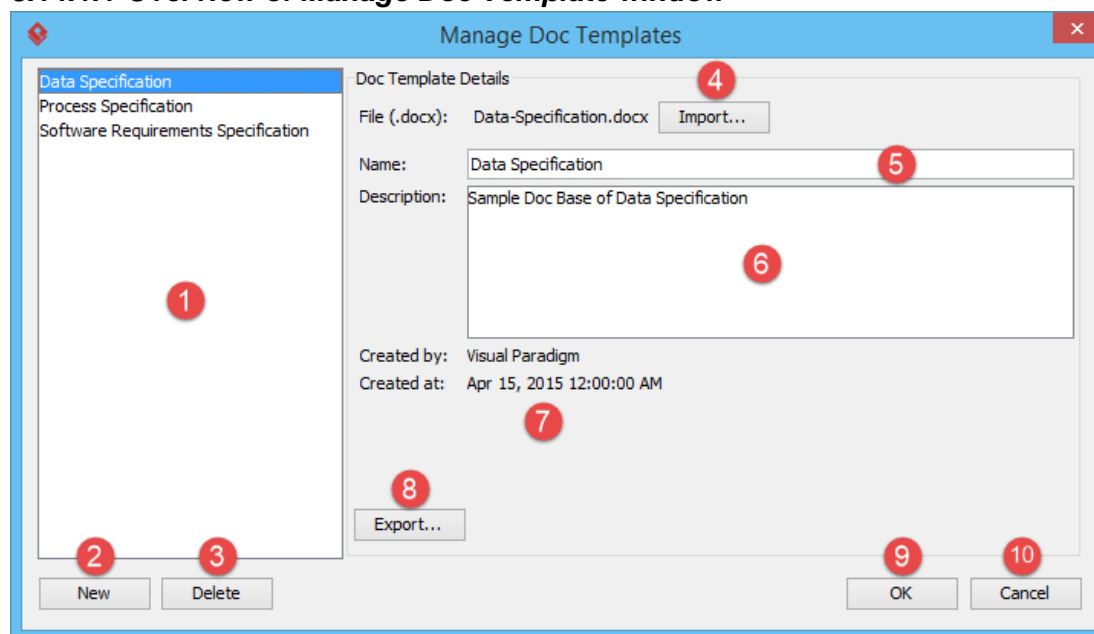 Manage Doc Templates
Data Specification
Process Specification
Software Requirements Specification
1
2
New
3
Delete
Doc Template Details
4
File (.docx): Data-Specification.docx Import...
Name: Data Specification 5
Description: Sample Doc Base of Data Specification
6
Created by: Visual Paradigm
Created at: Apr 15, 2015 12:00:00 AM
7
8
Export...
9
OK
10
Cancel